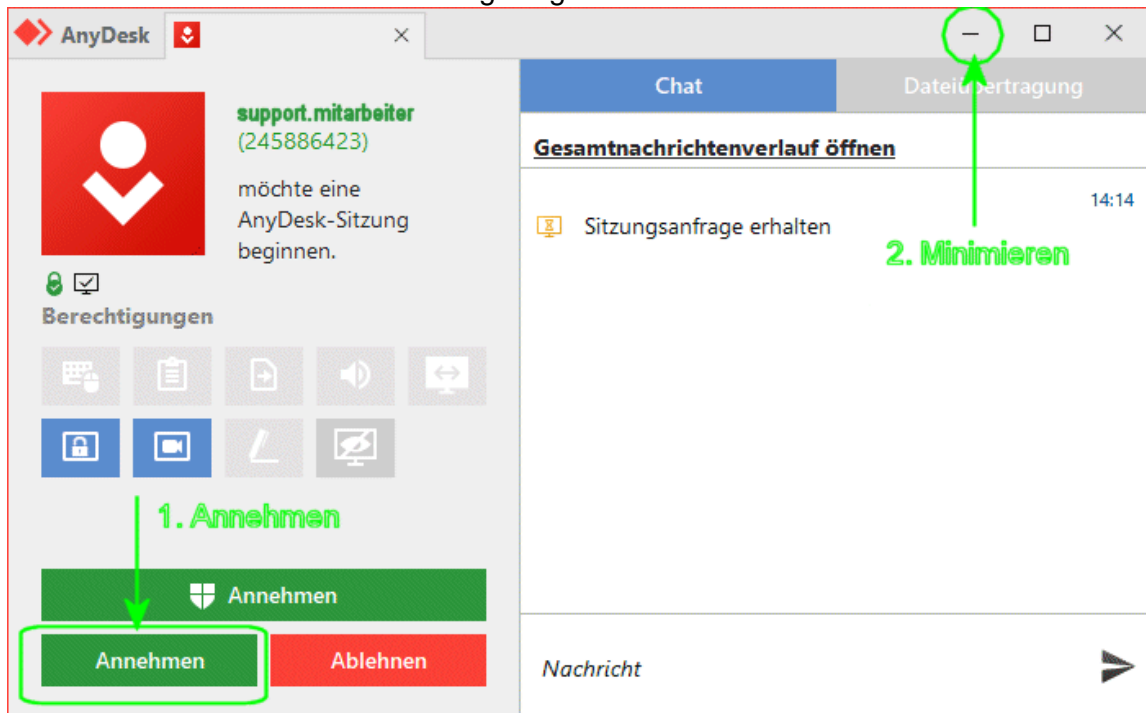 AnyDesk
Chat
Dateiübertragung
support.mitarbeiter
(245886423)
möchte eine
AnyDesk-Sitzung
beginnen.
Berechtigungen
1. Annehmen
Annehmen
Annehmen
Ablehnen
Gesamtnachrichtenverlauf öffnen
14:14
Sitzungsanfrage erhalten
2. Minimieren
Nachricht